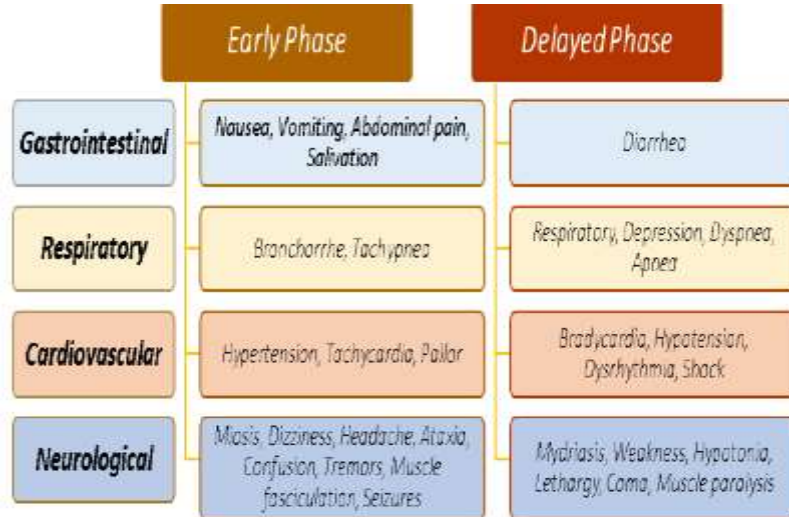 Early Phase
Delayed Phase
Gastrointestinal
Nausea, Vomiting, Abdominal pain,
Salivation
Diarrhea
Respiratory
Bronchorrhe, Tachypnea
Respiratory, Depression, Dyspnea,
Apnea
Cardiovascular
Hypertension, Tachycardia, Pallor
Bradycardia, Hypotension,
Dysrhythmia, Shock
Neurological
Miosis, Dizziness, Headache, Ataxia,
Confusion, Tremors, Muscle
fasciculation, Seizures
Mydriasis, Weakness, Hypotonia,
Lethargy, Coma, Muscle paralysis